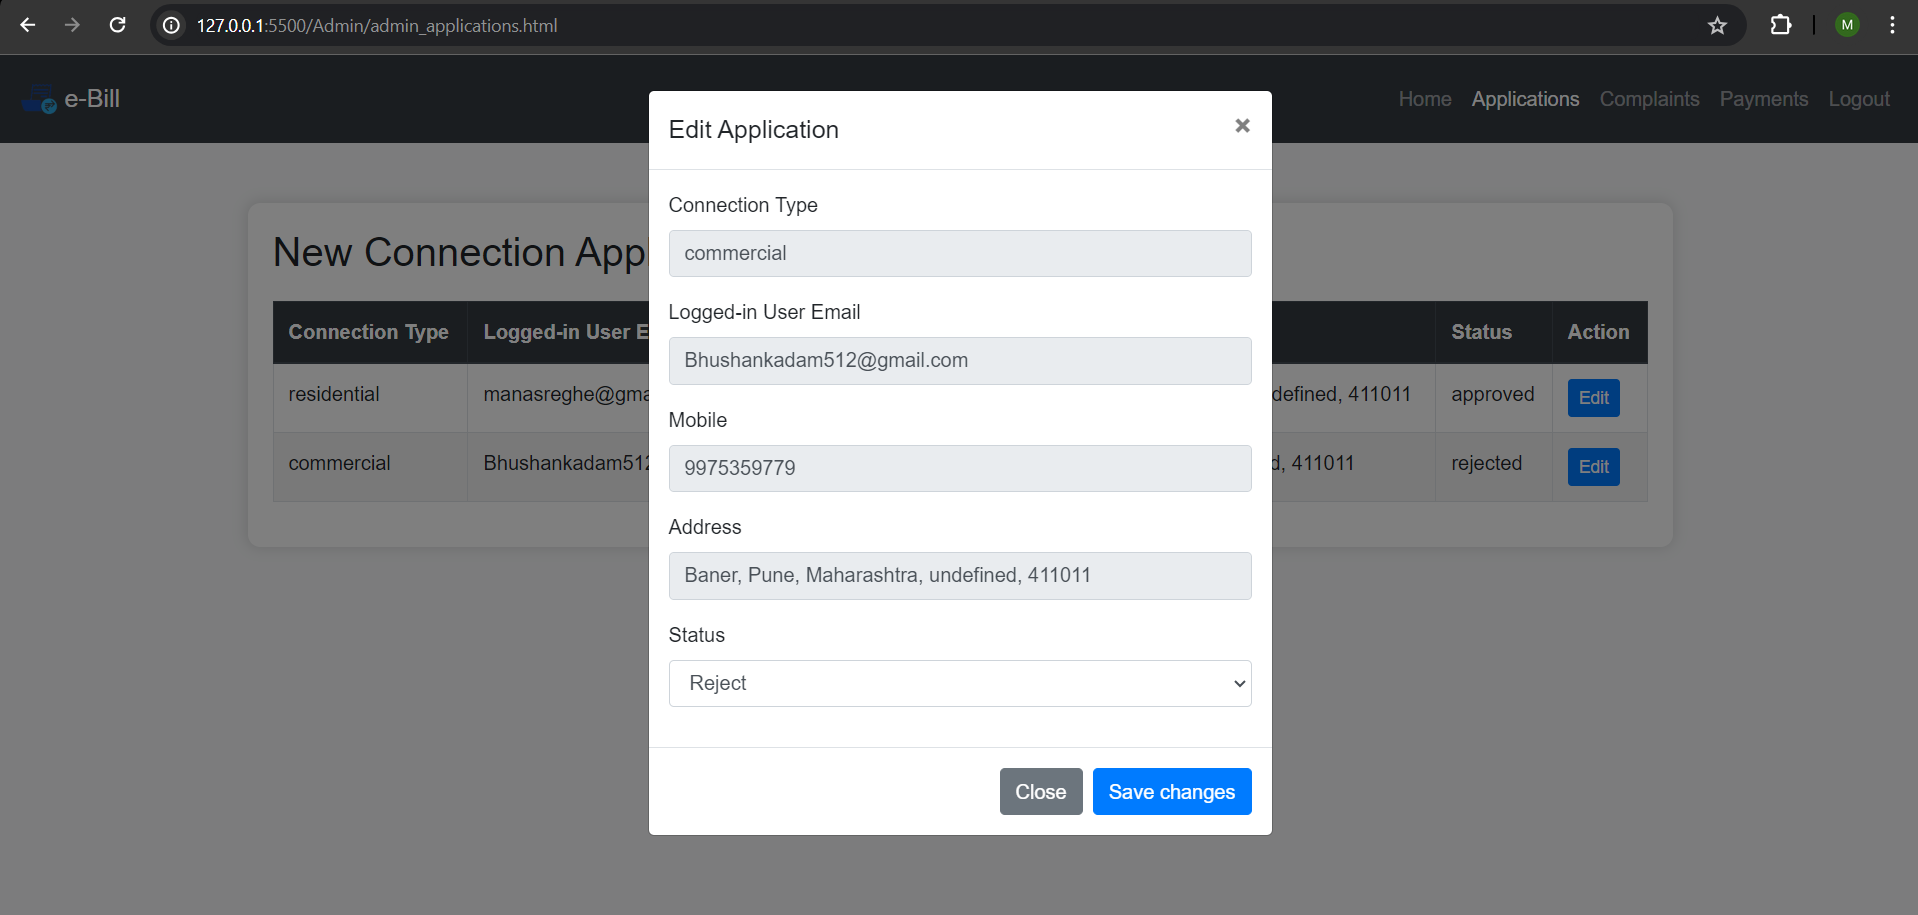 127.0.0.1:5500/Admin/admin_applications.html
M
e-Bill
Home Applications Complaints Payments Logout
Edit Application
×
New Connection App
Connection Type
commercial
Logged-in User Email
Bhushankadam512@gmail.com
Mobile
9975359779
Address
Baner, Pune, Maharashtra, undefined, 411011
Status
Reject
Close Save changes
Connection Type Logged-in User E Status Action
residential manasreghe@gma defined, 411011 approved Edit
commercial Bhushankadam512 d, 411011 rejected Edit